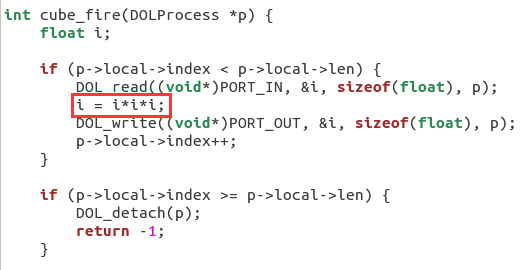 int cube_fire(DOLProcess *p) {
    float i;

    if (p->local->index < p->local->len) {
        DOL_read((void*)PORT_IN, &i, sizeof(float), p);
        i = i*i*i;
        DOL_write((void*)PORT_OUT, &i, sizeof(float), p);
        p->local->index++;
    }

    if (p->local->index >= p->local->len) {
        DOL_detach(p);
        return -1;
    }